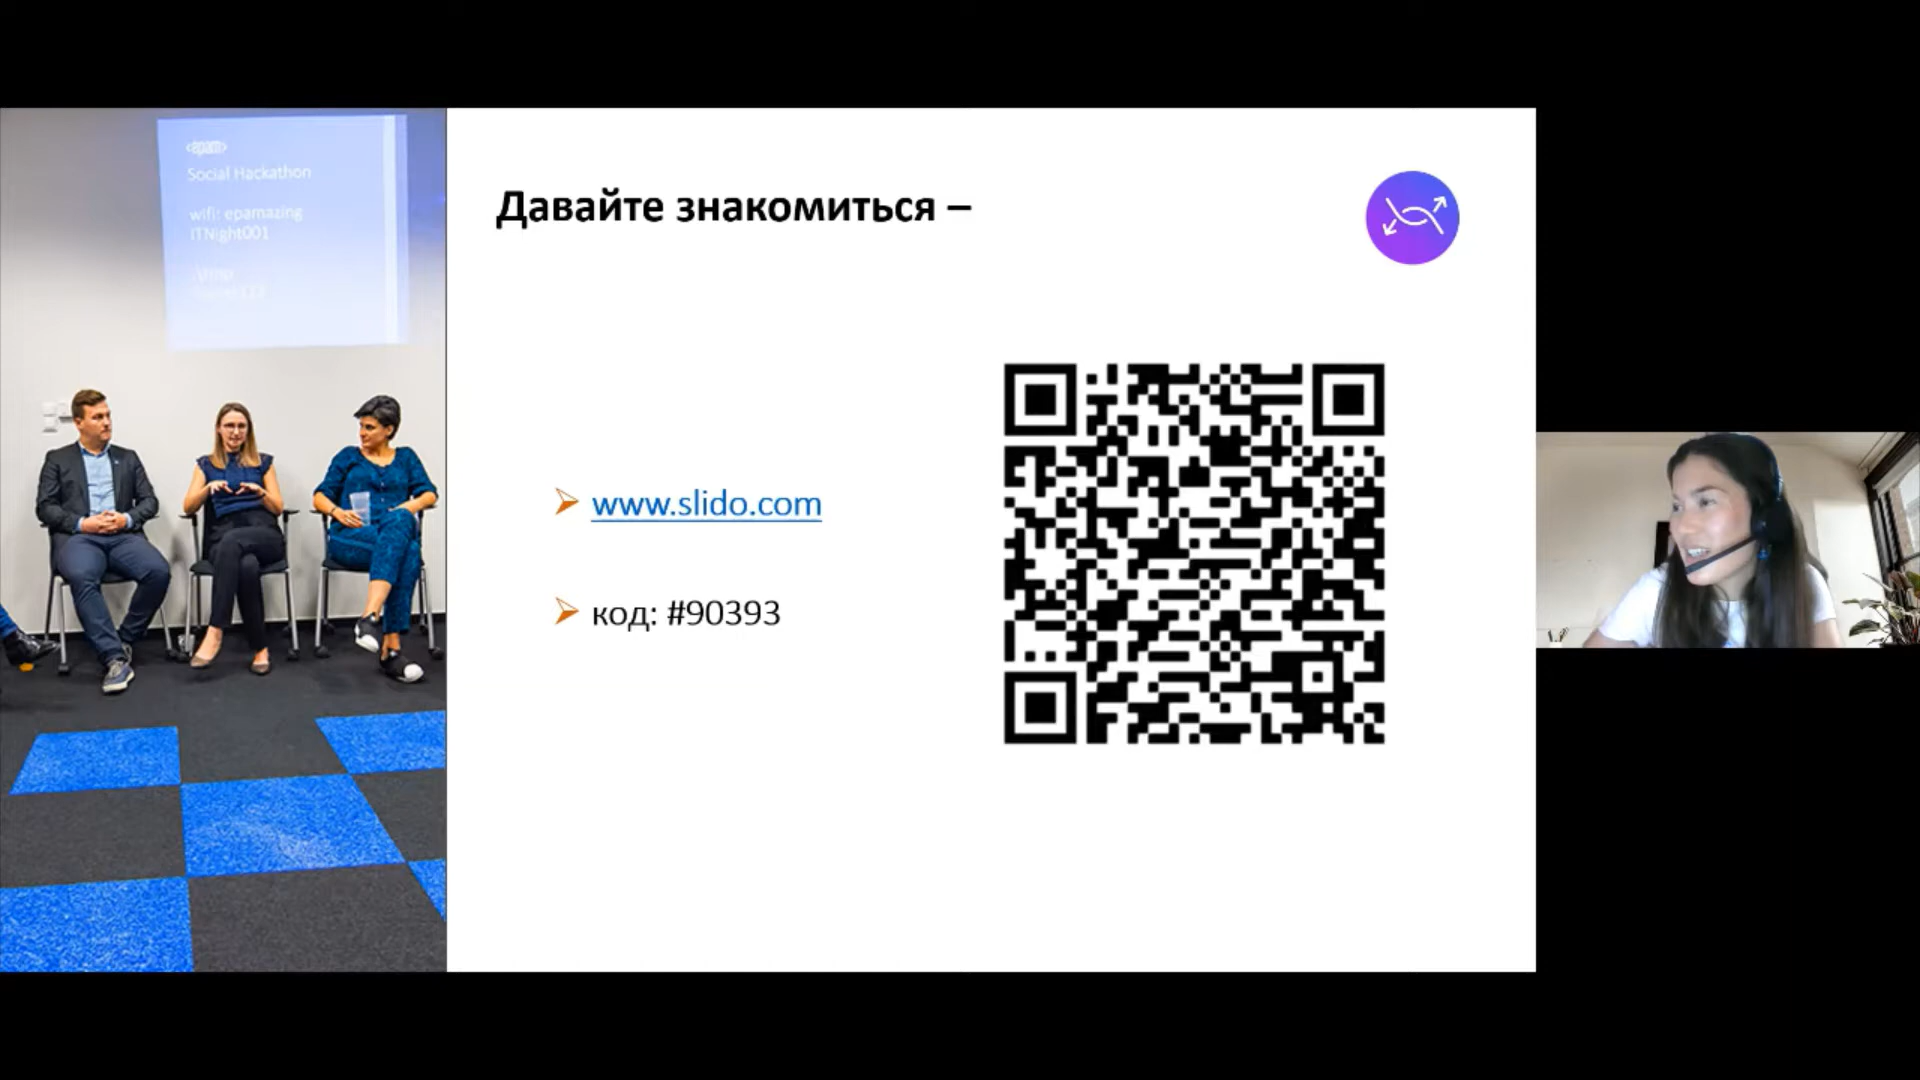 <epam>
Social Hackathon
wifi: epamazing
ITNight001
Давайте знакомиться –
www.slido.com
код: #90393